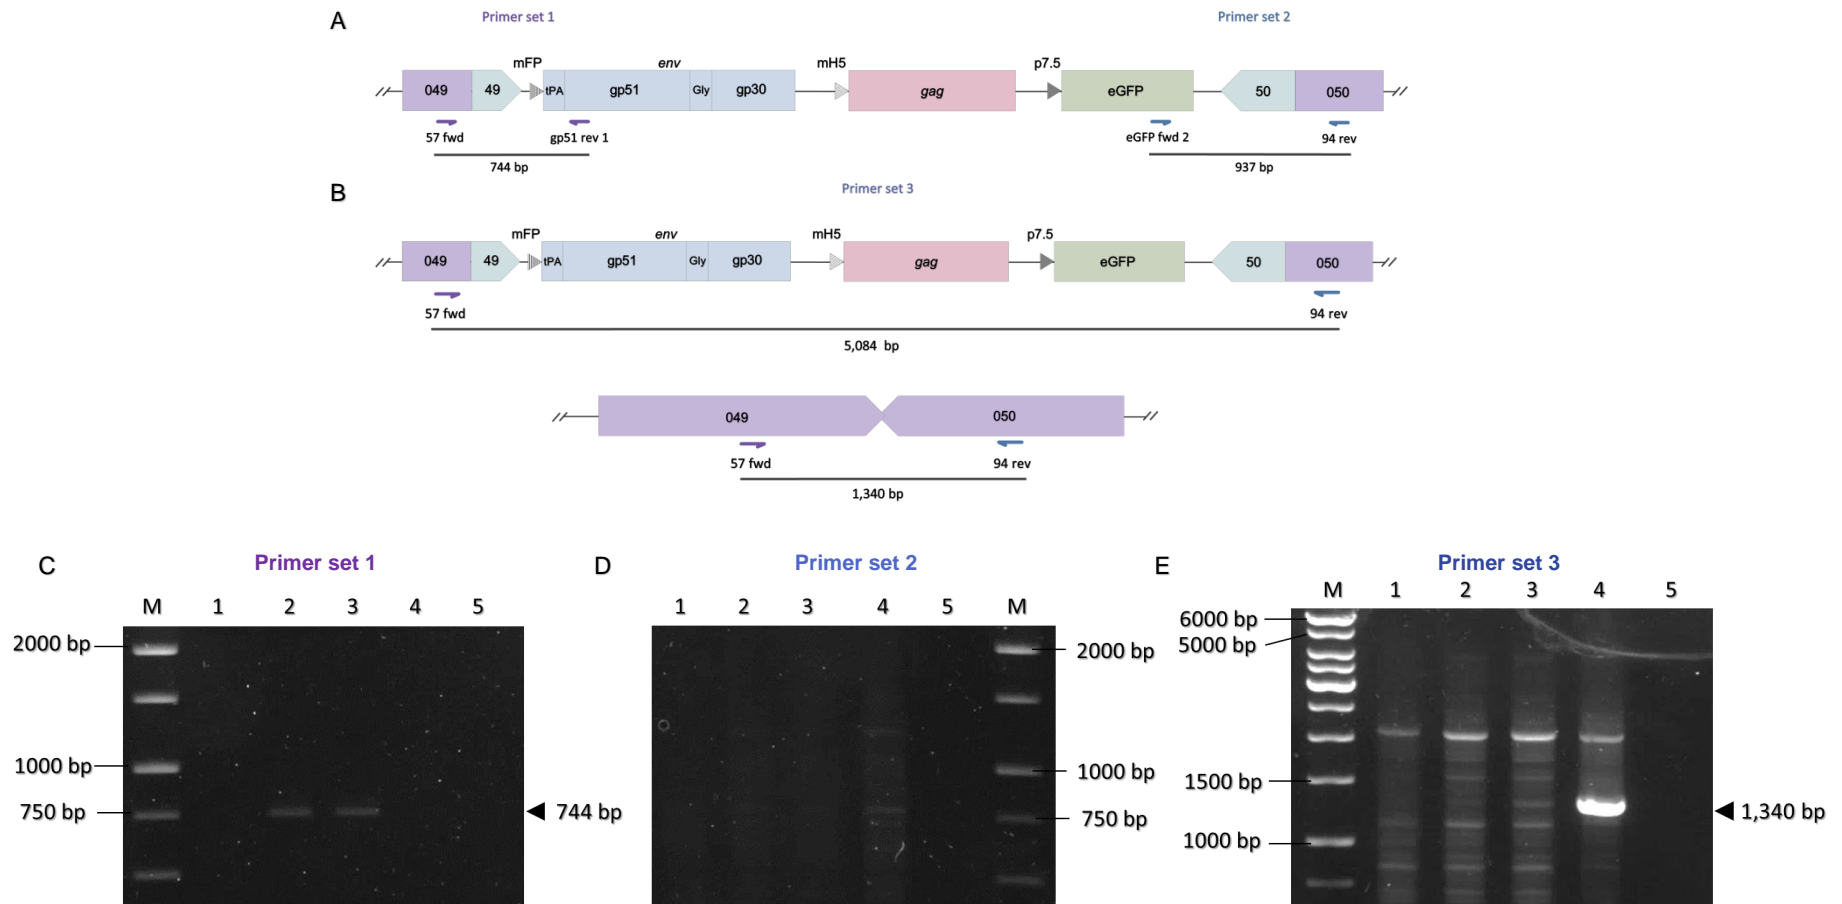 A
Primer set 1
Primer set 2
mFP
env
mH5
p7.5
049
49
tPA
gp51
Gly
gp30
gag
eGFP
50
050
57 fwd
gp51 rev 1
eGFP fwd 2
94 rev
744 bp
937 bp
B
Primer set 3
mFP
env
mH5
p7.5
049
49
tPA
gp51
Gly
gp30
gag
eGFP
50
050
57 fwd
94 rev
5,084 bp
049
050
57 fwd
94 rev
1,340 bp
C
Primer set 1
M 1 2 3 4 5
2000 bp
1000 bp
750 bp
744 bp
D
Primer set 2
1 2 3 4 5 M
2000 bp
1000 bp
750 bp
E
Primer set 3
M 1 2 3 4 5
6000 bp
5000 bp
1500 bp
1000 bp
1,340 bp